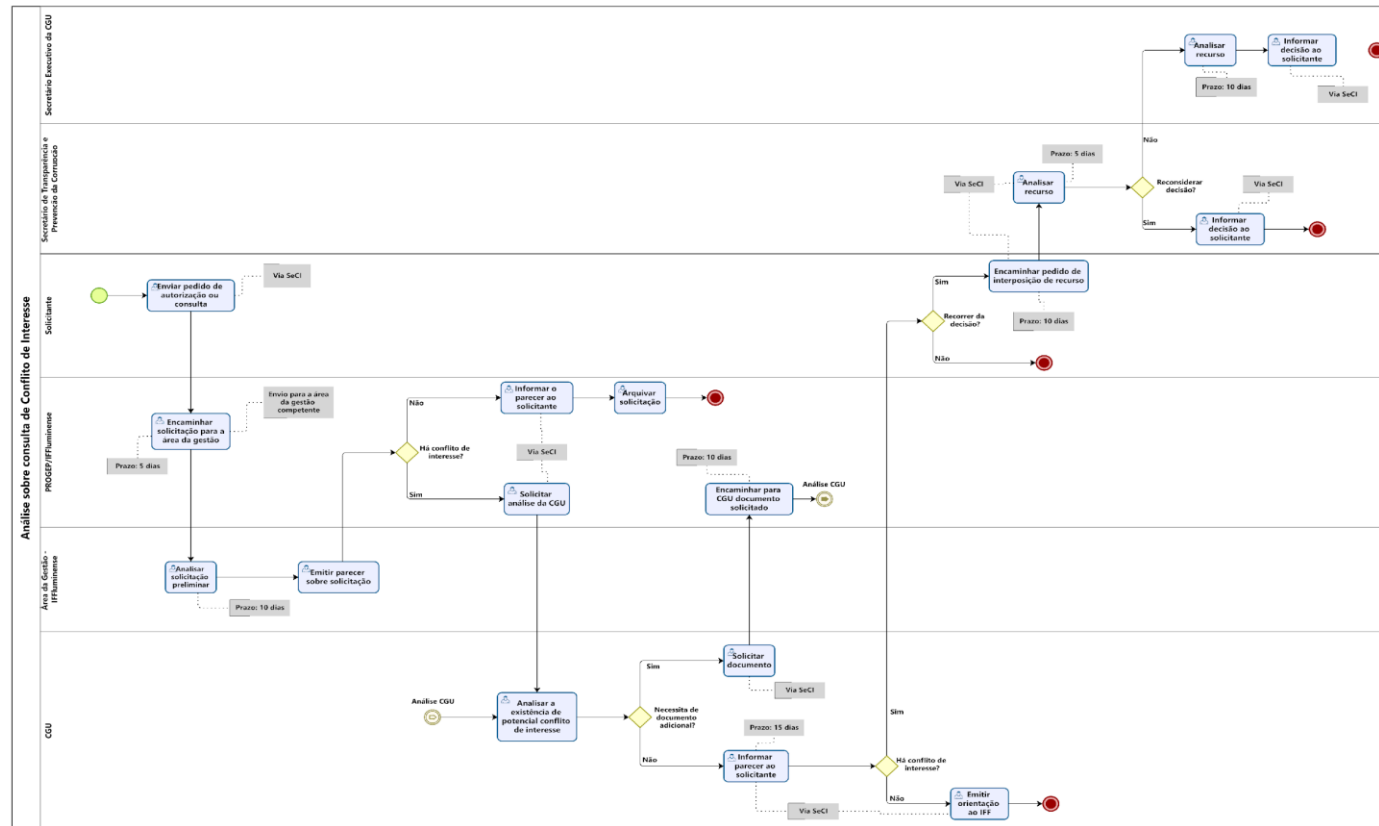 Análise sobre consulta de Conflito de Interesse
Secretário Executivo da CGU
Analisar
recurso
Prazo: 10 dias
Informar
decisão ao
solicitante
Via SeCI
Secretário de Transparência e
Prevenção da Corrupção
Via SeCI
Analisar
recurso
Prazo: 5 dias
Não
Reconsiderar
decisão?
Sim
Via SeCI
Informar
decisão ao
solicitante
Solicitante
Enviar pedido de
autorização ou
consulta
Via SeCI
Recorrer da
decisão?
Sim
Não
Encaminhar pedido de
interposição de recurso
Prazo: 10 dias
PROGEP/IFFluminense
Encaminhar
solicitação para a
área da gestão
Envio para a área
da gestão
competente
Prazo: 5 dias
Não
Há conflito de
interesse?
Sim
Informar o
parecer ao
solicitante
Arquivar
solicitação
Via SeCI
Solicitar
análise da CGU
Prazo: 10 dias
Encaminhar para
CGU documento
solicitado
Análise CGU
Área da Gestão -
IFFluminense
Analisar
solicitação
preliminar
Prazo: 10 dias
Emitir parecer
sobre solicitação
CGU
Análise CGU
Analisar a
existência de
potencial conflito
de interesse
Sim
Necessita de
documento
adicional?
Não
Solicitar
documento
Via SeCI
Prazo: 15 dias
Informar
parecer ao
solicitante
Via SeCI
Sim
Há conflito de
interesse?
Não
Emitir
orientação
ao IFF